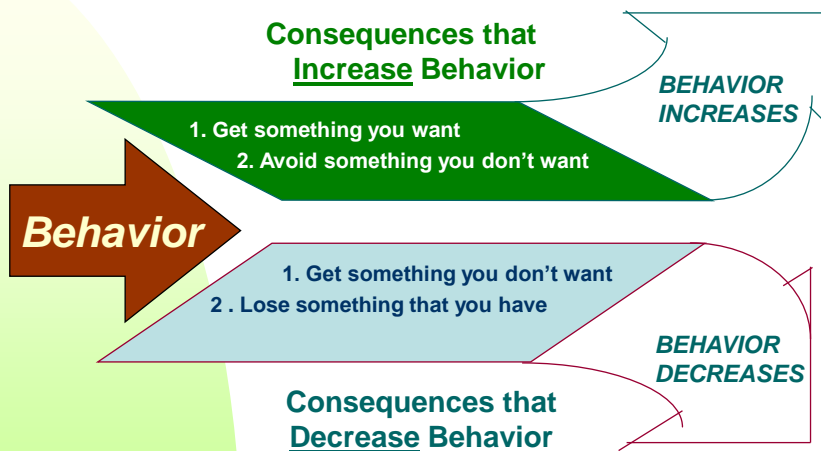 Consequences that
Increase Behavior
BEHAVIOR
INCREASES
1. Get something you want
2. Avoid something you don’t want
Behavior
1. Get something you don’t want
2 . Lose something that you have
BEHAVIOR
DECREASES
Consequences that
Decrease Behavior